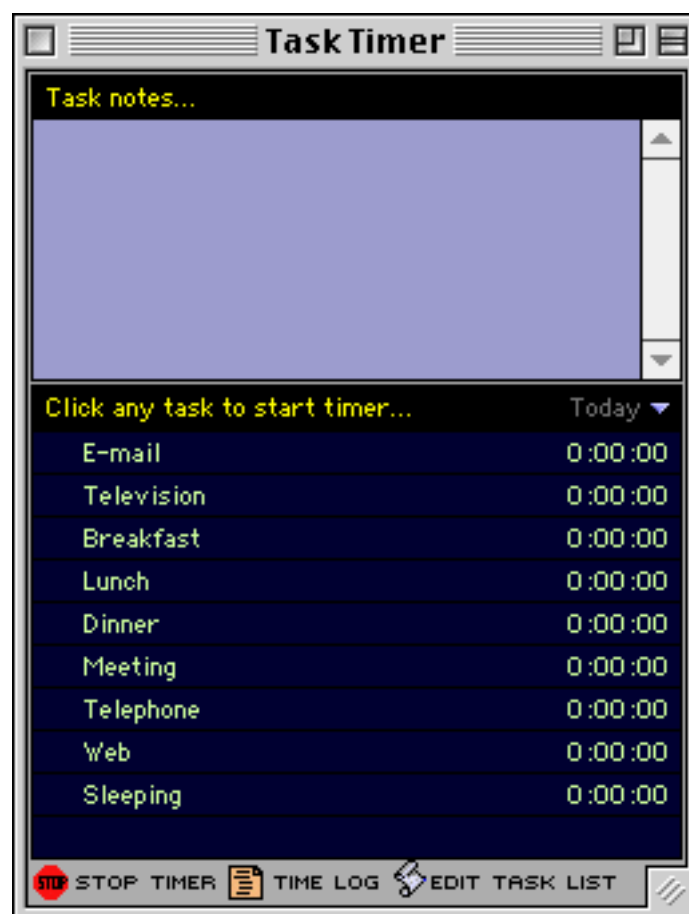 Task Timer
Task notes...
Click any task to start timer... Today
E-mail 0:00:00
Television 0:00:00
Breakfast 0:00:00
Lunch 0:00:00
Dinner 0:00:00
Meeting 0:00:00
Telephone 0:00:00
Web 0:00:00
Sleeping 0:00:00
STOP STOP TIMER TIME LOG EDIT TASK LIST